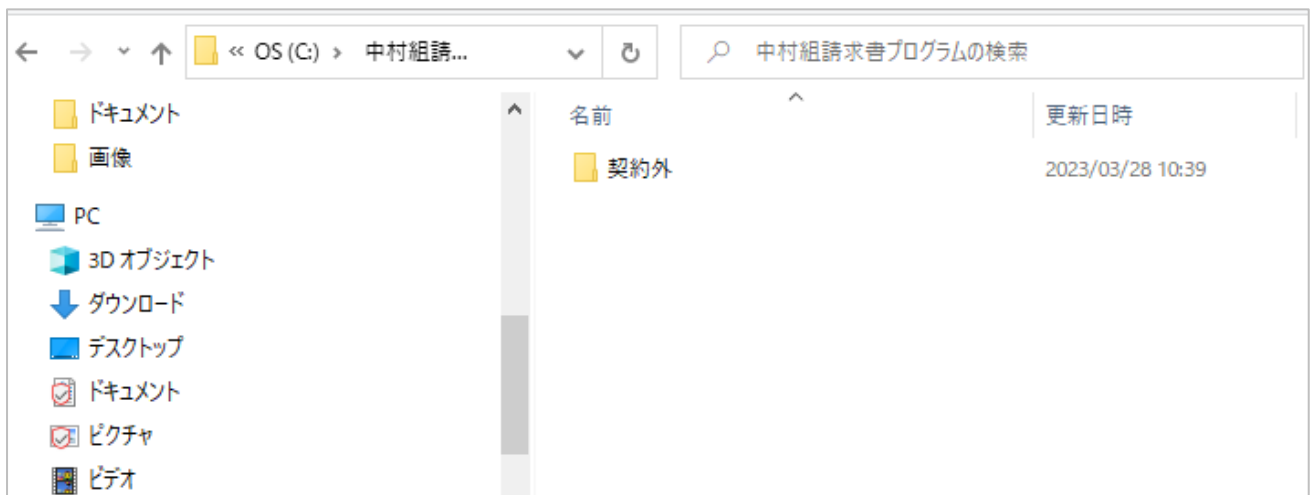 « OS (C:) › 中村組請...
中村組請求書プログラムの検索
ドキュメント
画像
PC
3D オブジェクト
ダウンロード
デスクトップ
ドキュメント
ピクチャ
ビデオ
名前
更新日時
契約外
2023/03/28 10:39